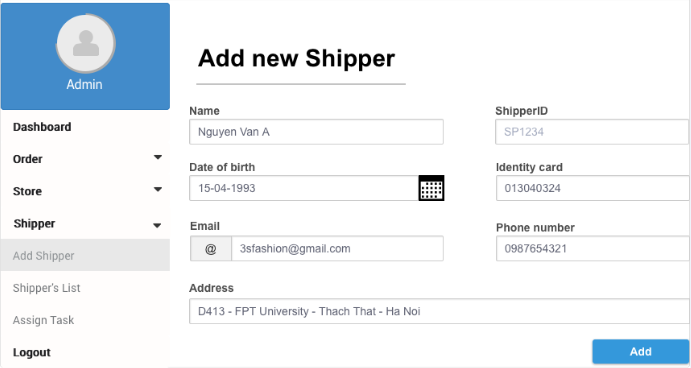 Admin
Dashboard
Order
Store
Shipper
Add Shipper
Shipper's List
Assign Task
Logout
Add new Shipper
Name
ShipperID
Nguyen Van A
SP1234
Date of birth
Identity card
15-04-1993
013040324
Email
Phone number
@ 3sfashion@gmail.com
0987654321
Address
D413 - FPT University - Thach That - Ha Noi
Add